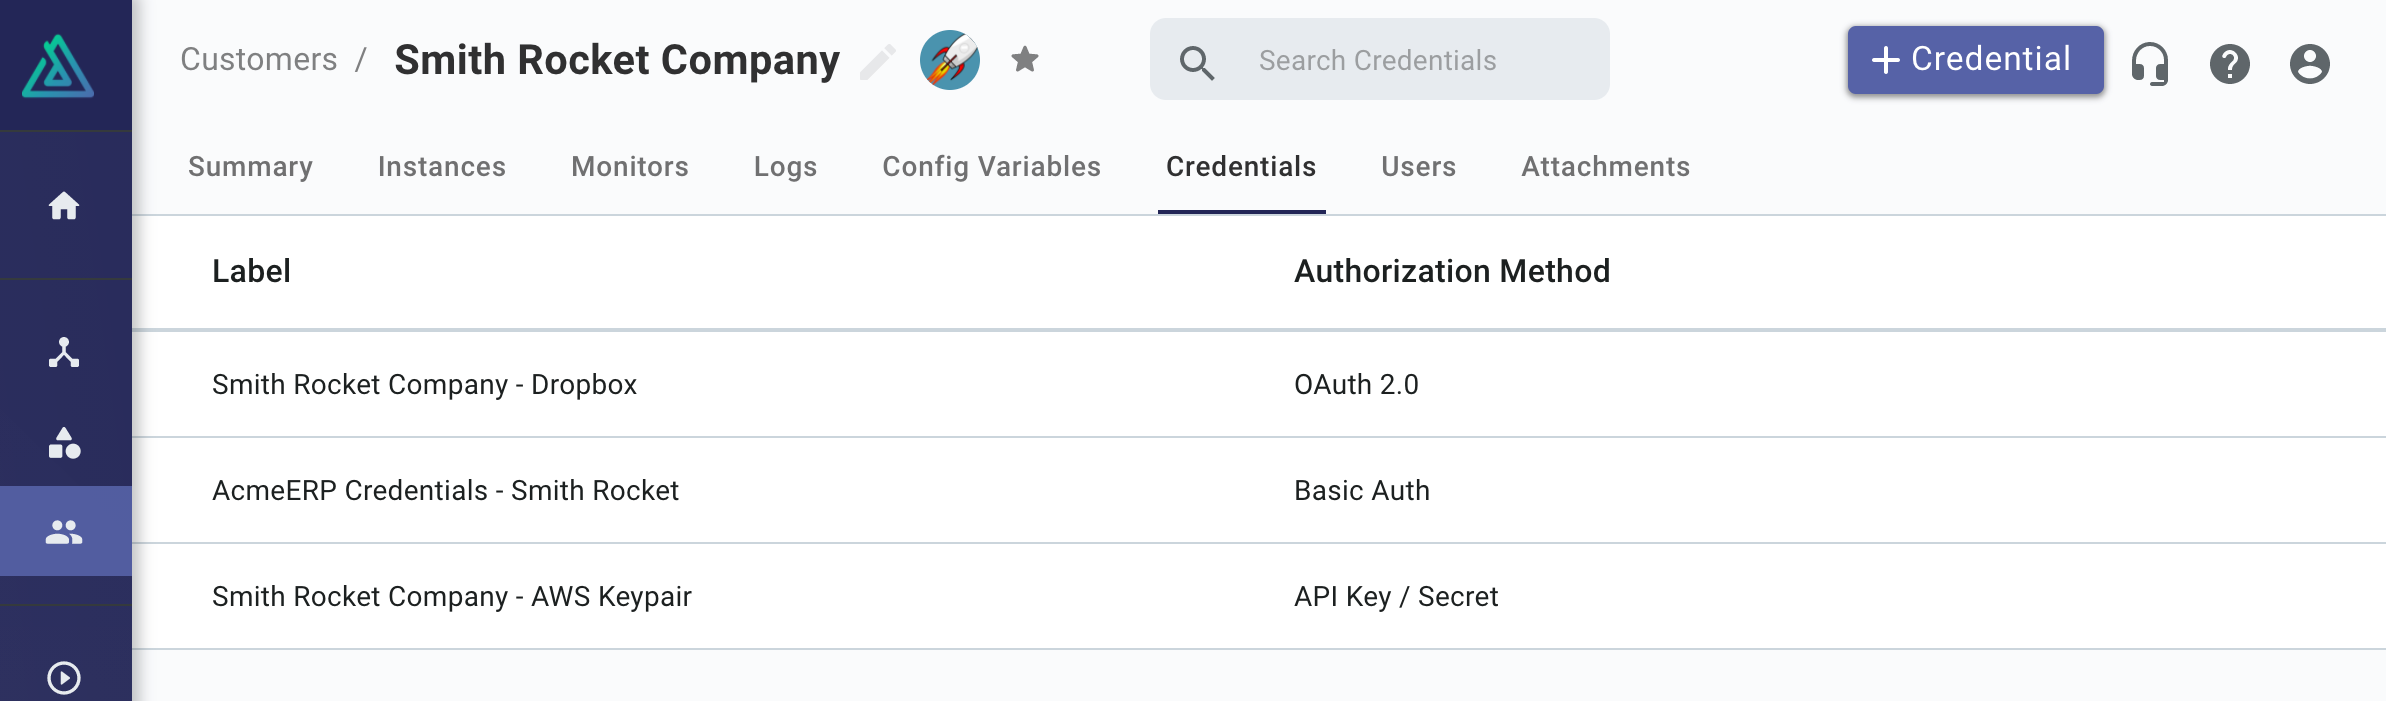 Customers / Smith Rocket Company
Search Credentials
+ Credential
Summary Instances Monitors Logs Config Variables Credentials Users Attachments
Label Authorization Method
Smith Rocket Company - Dropbox OAuth 2.0
AcmeERP Credentials - Smith Rocket Basic Auth
Smith Rocket Company - AWS Keypair API Key / Secret